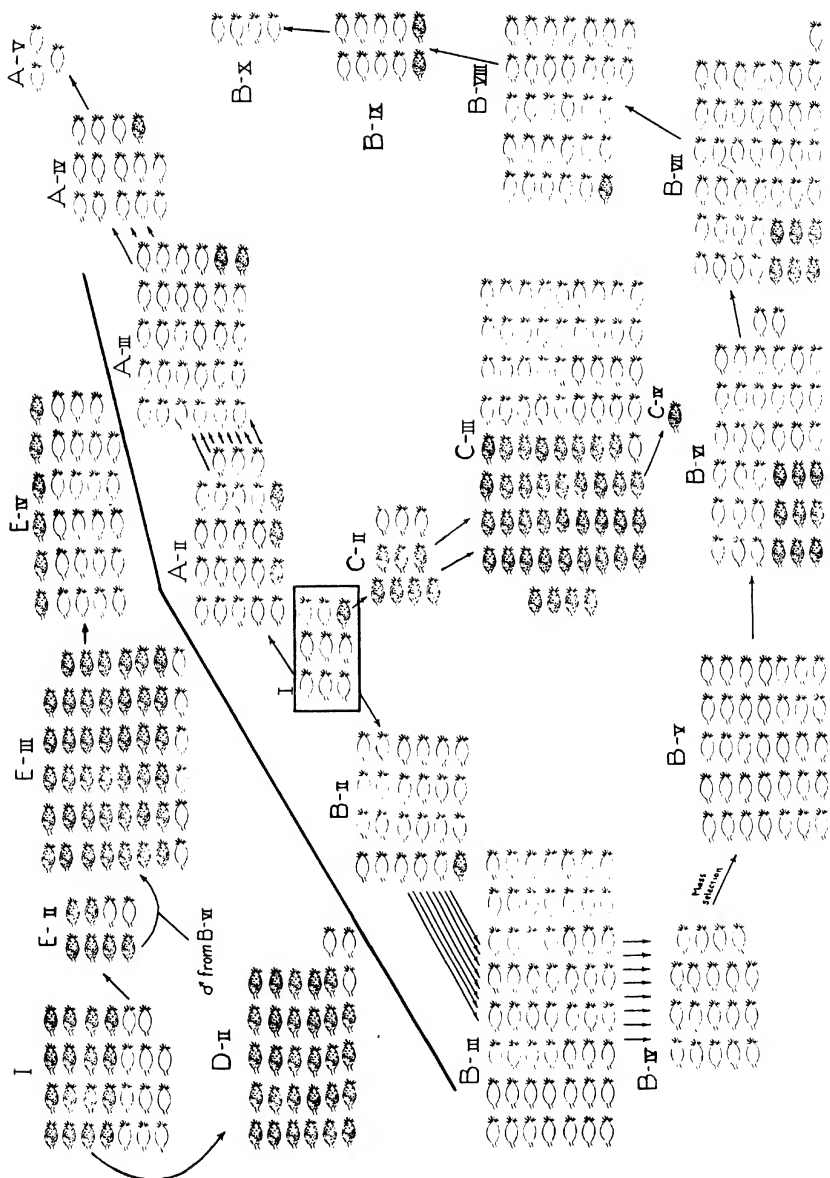 I
E-II
♂ from B-VI
E-III
E-IV
D-II
I
A-II
A-III
A-IV
A-V
C-II
C-III
C-IV
B-II
B-III
B-IV
Mass
Selection
B-V
B-VI
B-VII
B-VIII
B-IX
B-X